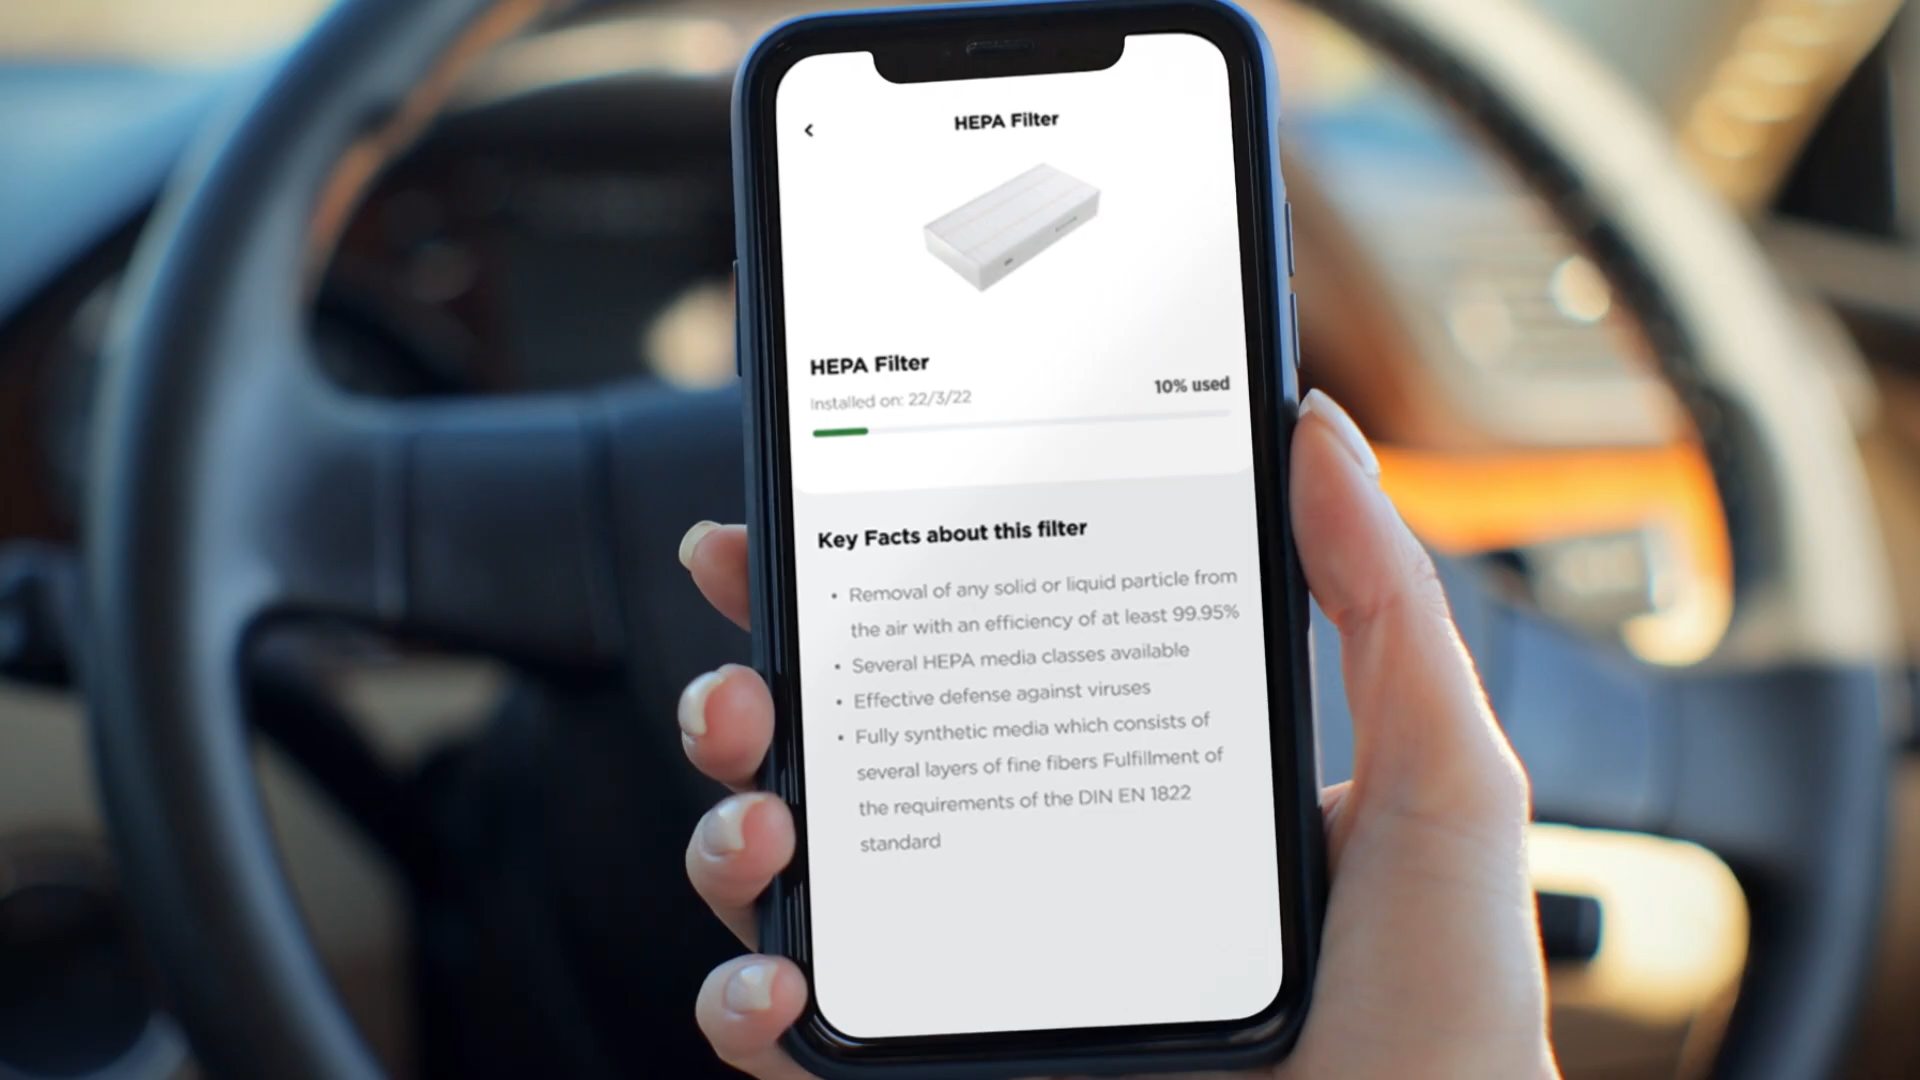 HEPA Filter
HEPA Filter
Installed on: 22/3/22
10% used
Key Facts about this filter
• Removal of any solid or liquid particle from
the air with an efficiency of at least 99.95%
• Several HEPA media classes available
• Effective defense against viruses
• Fully synthetic media which consists of
several layers of fine fibers Fulfillment of
the requirements of the DIN EN 1822
standard